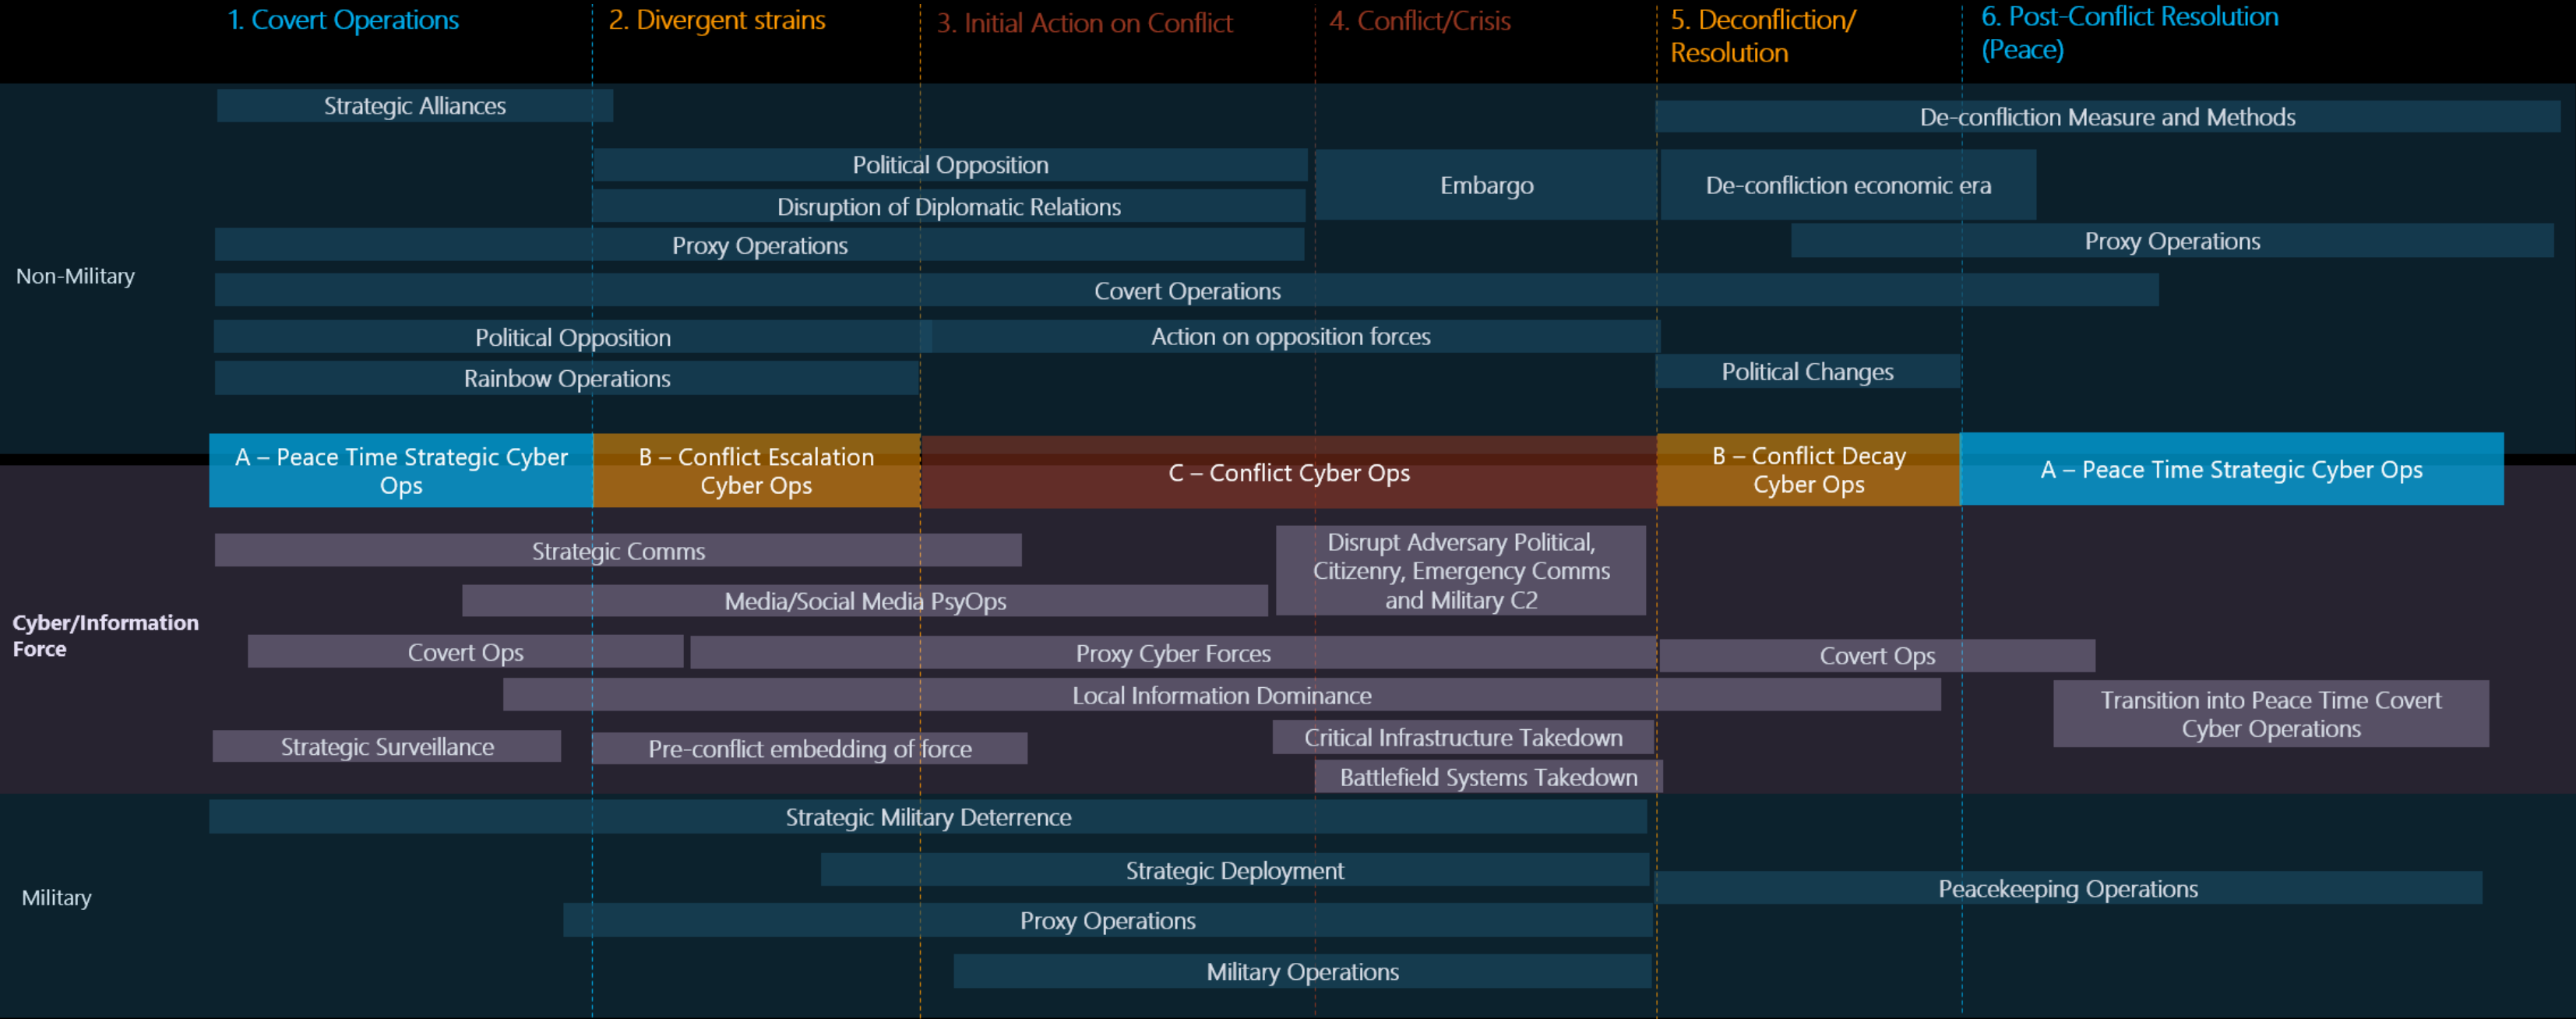 1. Covert Operations
2. Divergent strains
3. Initial Action on Conflict
4. Conflict/Crisis
5. Deconfliction/
Resolution
6. Post-Conflict Resolution
(Peace)
Non-Military
Strategic Alliances
De-confliction Measure and Methods
Political Opposition
Embargo
De-confliction economic era
Disruption of Diplomatic Relations
Proxy Operations
Proxy Operations
Covert Operations
Political Opposition
Action on opposition forces
Rainbow Operations
Political Changes
A – Peace Time Strategic Cyber
Ops
B – Conflict Escalation
Cyber Ops
C – Conflict Cyber Ops
B – Conflict Decay
Cyber Ops
A – Peace Time Strategic Cyber Ops
Cyber/Information
Force
Strategic Comms
Disrupt Adversary Political,
Citizenry, Emergency Comms
and Military C2
Media/Social Media PsyOps
Covert Ops
Proxy Cyber Forces
Covert Ops
Local Information Dominance
Transition into Peace Time Covert
Cyber Operations
Strategic Surveillance
Pre-conflict embedding of force
Critical Infrastructure Takedown
Battlefield Systems Takedown
Military
Strategic Military Deterrence
Strategic Deployment
Peacekeeping Operations
Proxy Operations
Military Operations